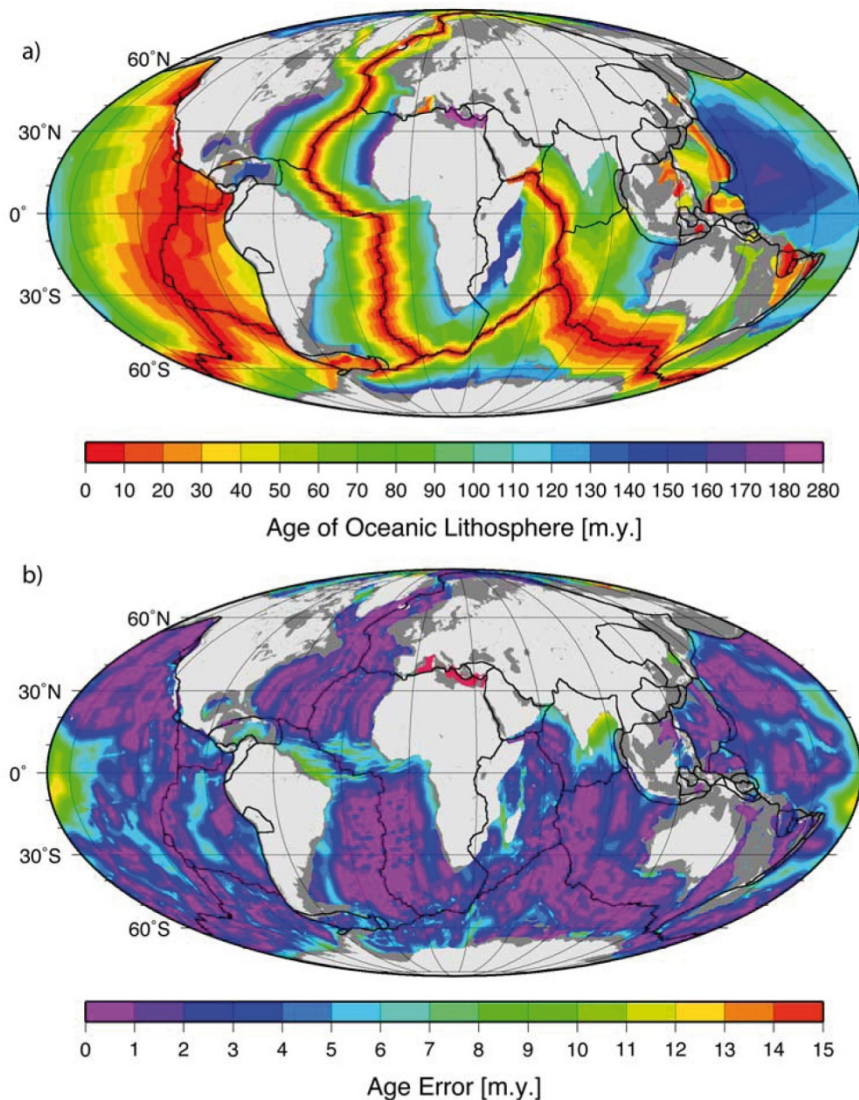 a)
60°N
30°N
0°
30°S
60°S
0 10 20 30 40 50 60 70 80 90 100 110 120 130 140 150 160 170 180 280
Age of Oceanic Lithosphere [m.y.]
b)
60°N
30°N
0°
30°S
60°S
0 1 2 3 4 5 6 7 8 9 10 11 12 13 14 15
Age Error [m.y.]